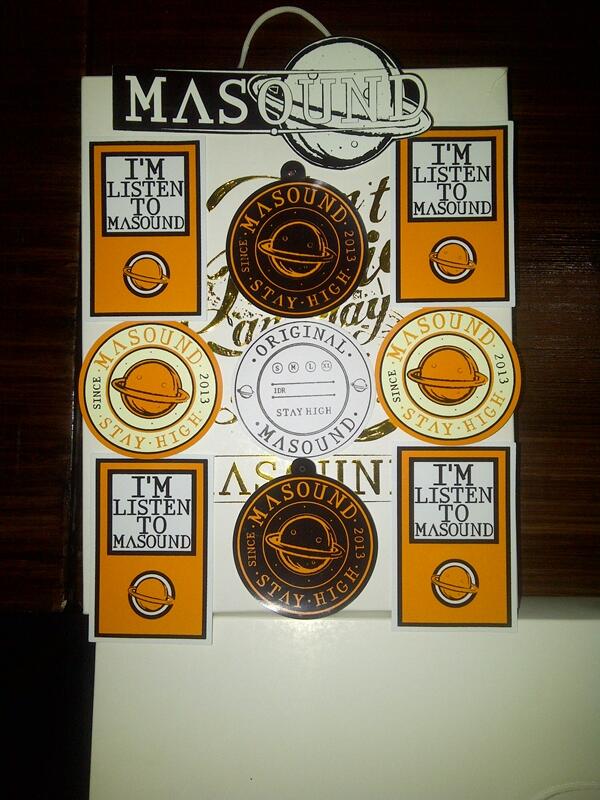 MASOUND
I'M
LISTEN
TO
MASOUND
MASOUND
SINCE 2013
STAY·HIGH
I'M
LISTEN
TO
MASOUND
MASOUND
SINCE 2013
STAY·HIGH
ORIGINAL
S M L XL
IDR
STAY HIGH
MASOUND
MASOUND
SINCE 2013
STAY·HIGH
I'M
LISTEN
TO
MASOUND
MASOUND
SINCE 2013
STAY·HIGH
I'M
LISTEN
TO
MASOUND